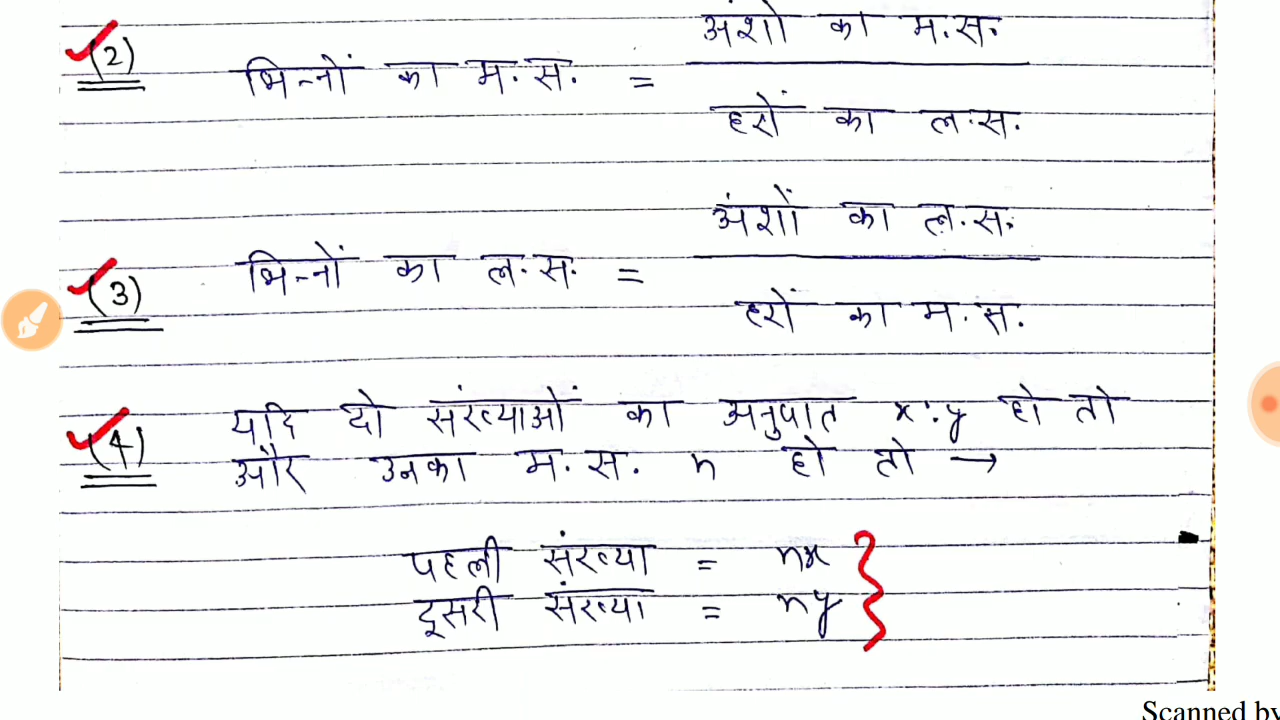 अंशो का म.स.
(2) भिन्नों का म.स. =
हरों का ल.स.
अंशों का ल.स.
(3) भिन्नों का ल.स. =
हरों का म.स.
(4) यदि दो संख्याओं का अनुपात x:y हो तो
और उनका म.स. n हो तो →
पहली संख्या = nx
दूसरी संख्या = ny
Scanned by